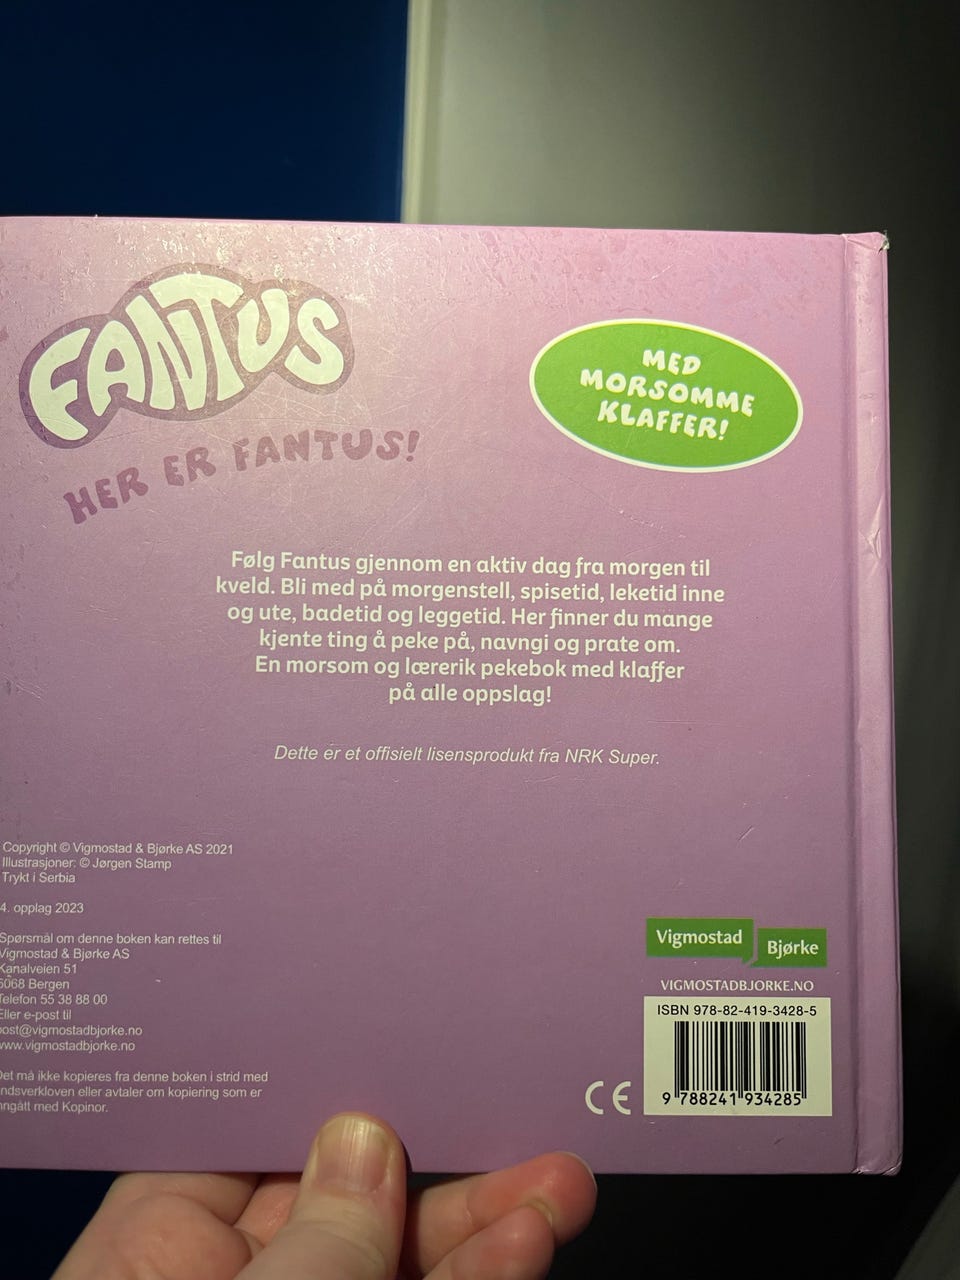 FANTUS
HER ER FANTUS!
MED
MORSOMME
KLAFFER!
Følg Fantus gjennom en aktiv dag fra morgen til
kveld. Bli med på morgenstell, spisetid, leketid inne
og ute, badetid og leggetid. Her finner du mange
kjente ting å peke på, navngi og prate om.
En morsom og lærerik pekebok med klaffer
på alle oppslag!
Dette er et offisielt lisensprodukt fra NRK Super.
Copyright © Vigmostad & Bjørke AS 2021
Illustrasjoner: © Jørgen Stamp
Trykt i Serbia
4. opplag 2023
Spørsmål om denne boken kan rettes til
Vigmostad & Bjørke AS
Kanalveien 51
5068 Bergen
Telefon 55 38 88 00
Eller e-post til
post@vigmostadbjorke.no
www.vigmostadbjorke.no
Det må ikke kopieres fra denne boken i strid med
ndsverkloven eller avtaler om kopiering som er
nngått med Kopinor.
Vigmostad Bjørke
VIGMOSTADBJORKE.NO
ISBN 978-82-419-3428-5
CE
9 788241 934285